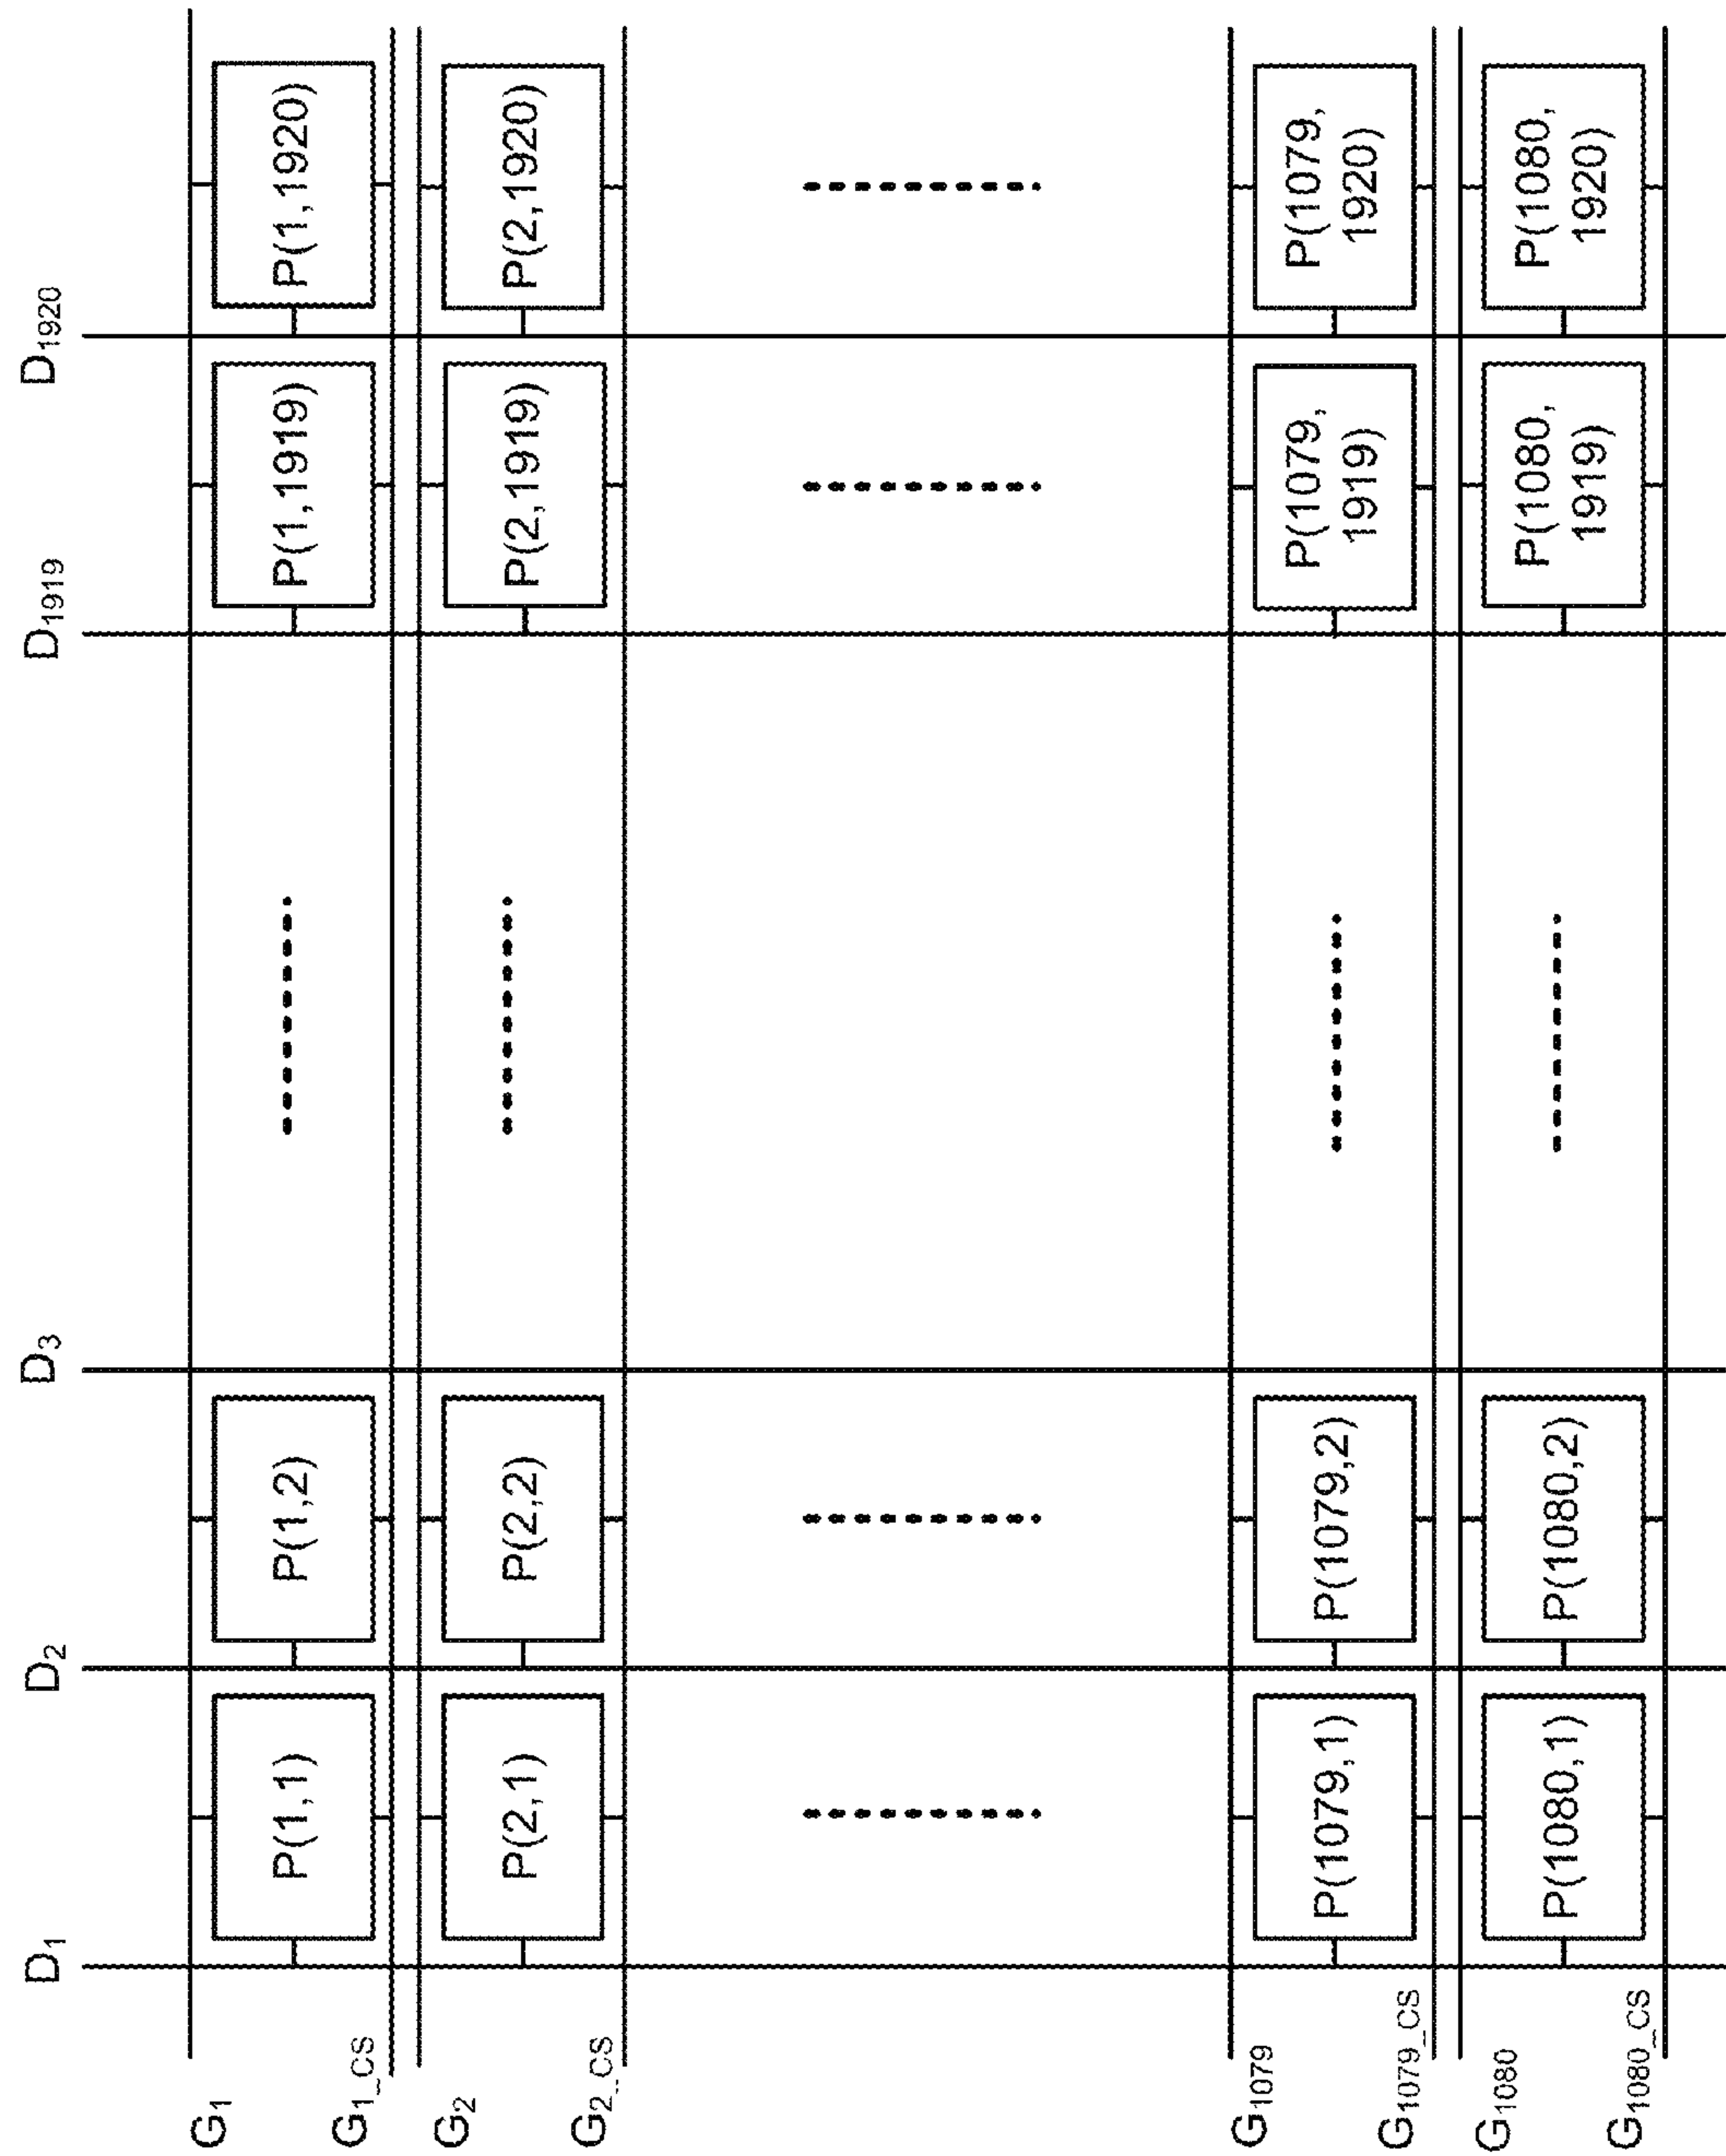 D1 D2 D3 D1919 D1920
G1
P(1,1) P(1,2) P(1,1919) P(1,1920)
G1_CS
G2
P(2,1) P(2,2) P(2,1919) P(2,1920)
G2_CS
G1079
P(1079,1) P(1079,2) P(1079, P(1079,
1919) 1920)
G1079_CS
G1080
P(1080,1) P(1080,2) P(1080, P(1080,
1919) 1920)
G1080_CS